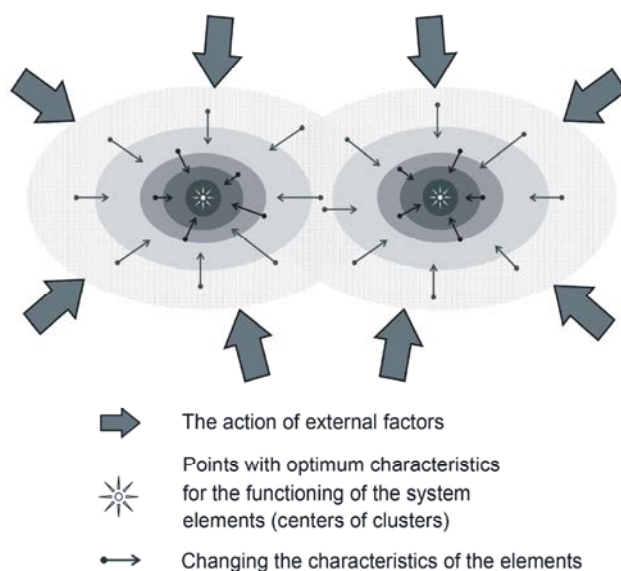 The action of external factors
Points with optimum characteristics
for the functioning of the system
elements (centers of clusters)
Changing the characteristics of the elements